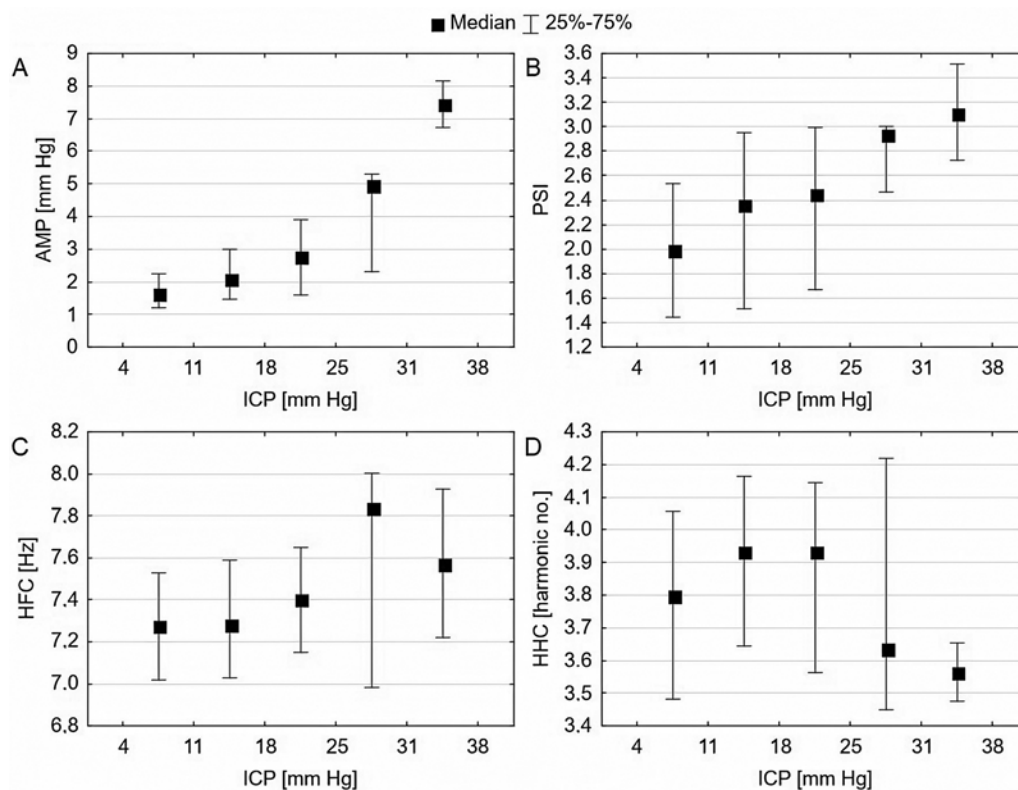 Median 25%-75%
A
AMP [mm Hg]
9
8
7
6
5
4
3
2
1
0
4 11 18 25 31 38
ICP [mm Hg]
B
PSI
3.6
3.4
3.2
3.0
2.8
2.6
2.4
2.2
2.0
1.8
1.6
1.4
1.2
4 11 18 25 31 38
ICP [mm Hg]
C
HFC [Hz]
8.2
8.0
7.8
7.6
7.4
7.2
7.0
6.8
4 11 18 25 31 38
ICP [mm Hg]
D
HHC [harmonic no.]
4.3
4.2
4.1
4.0
3.9
3.8
3.7
3.6
3.5
3.4
4 11 18 25 31 38
ICP [mm Hg]